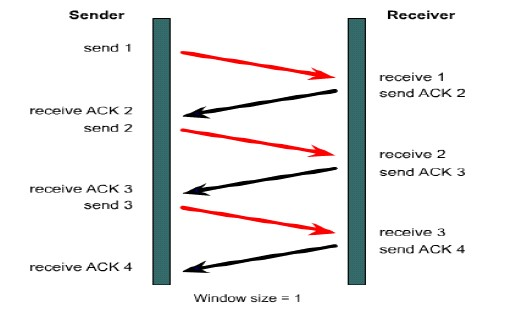 Sender
Receiver
send 1
receive 1
send ACK 2
receive ACK 2
send 2
receive 2
send ACK 3
receive ACK 3
send 3
receive 3
send ACK 4
receive ACK 4
Window size = 1